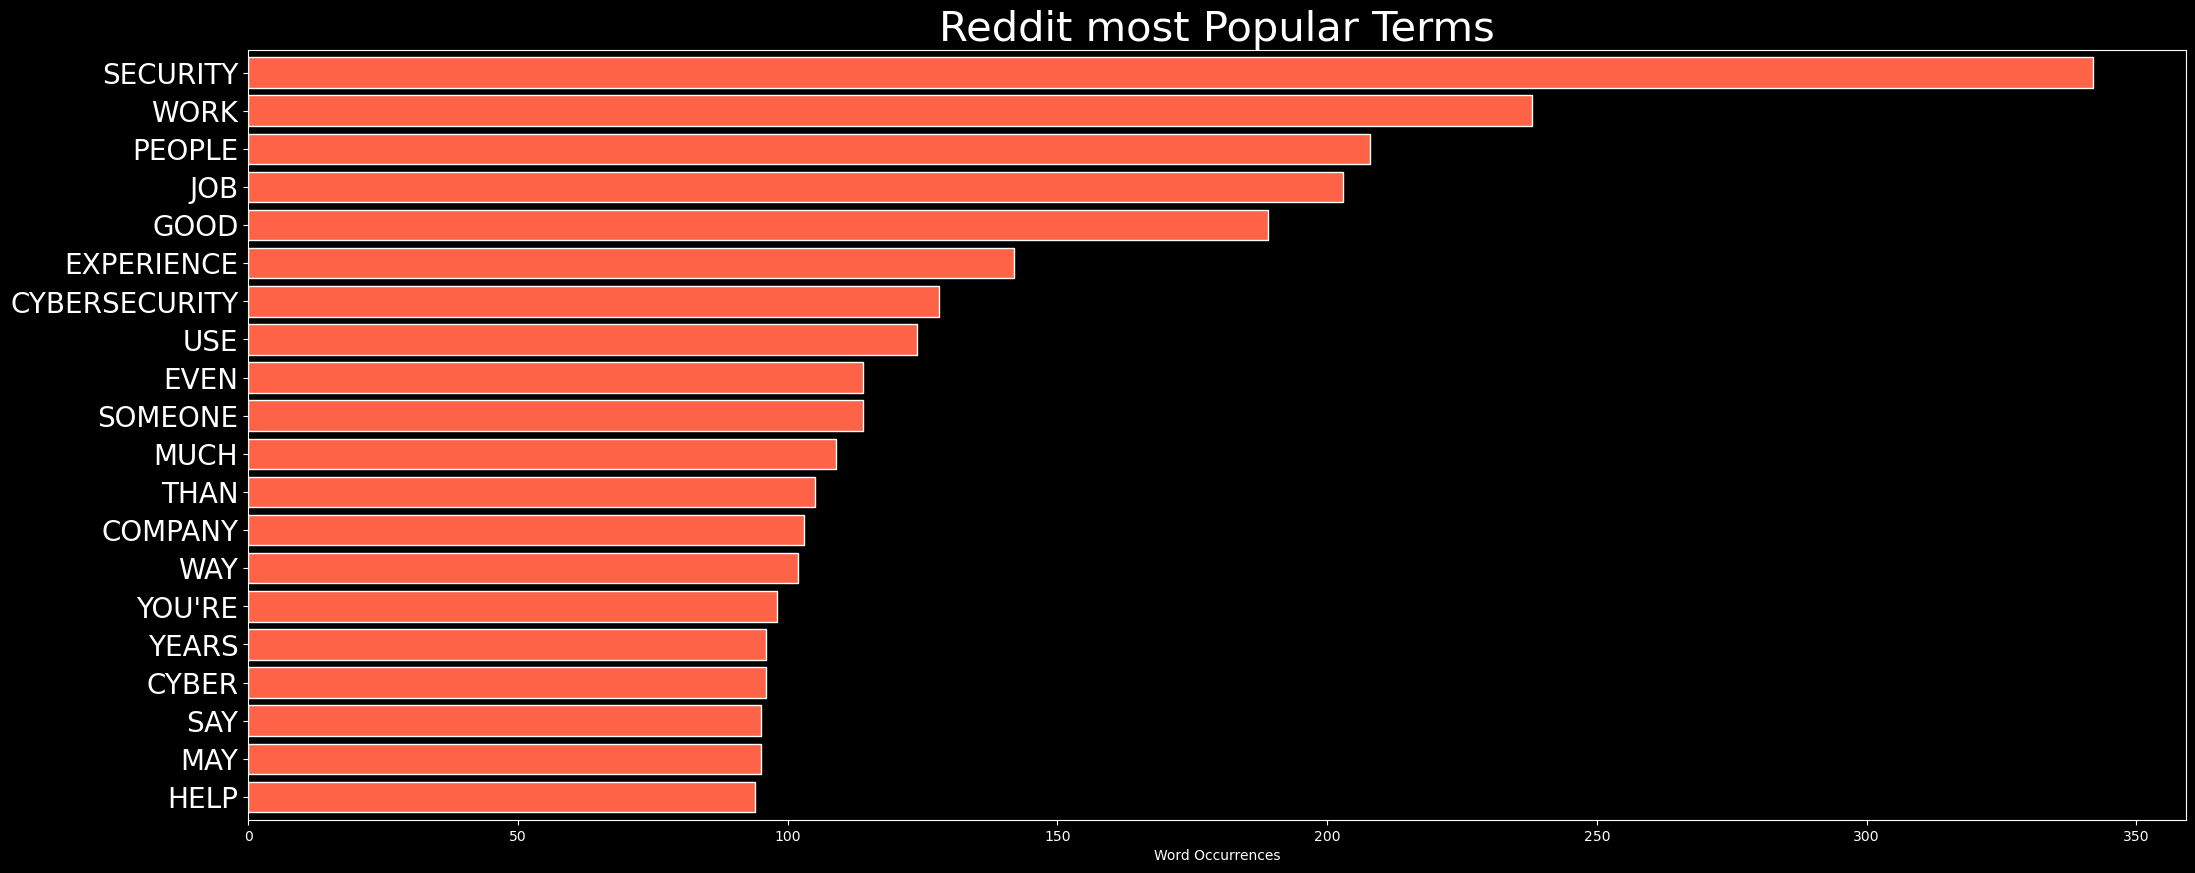 Reddit most Popular Terms
SECURITY
WORK
PEOPLE
JOB
GOOD
EXPERIENCE
CYBERSECURITY
USE
EVEN
SOMEONE
MUCH
THAN
COMPANY
WAY
YOU'RE
YEARS
CYBER
SAY
MAY
HELP
0 50 100 150 200 250 300 350
Word Occurrences